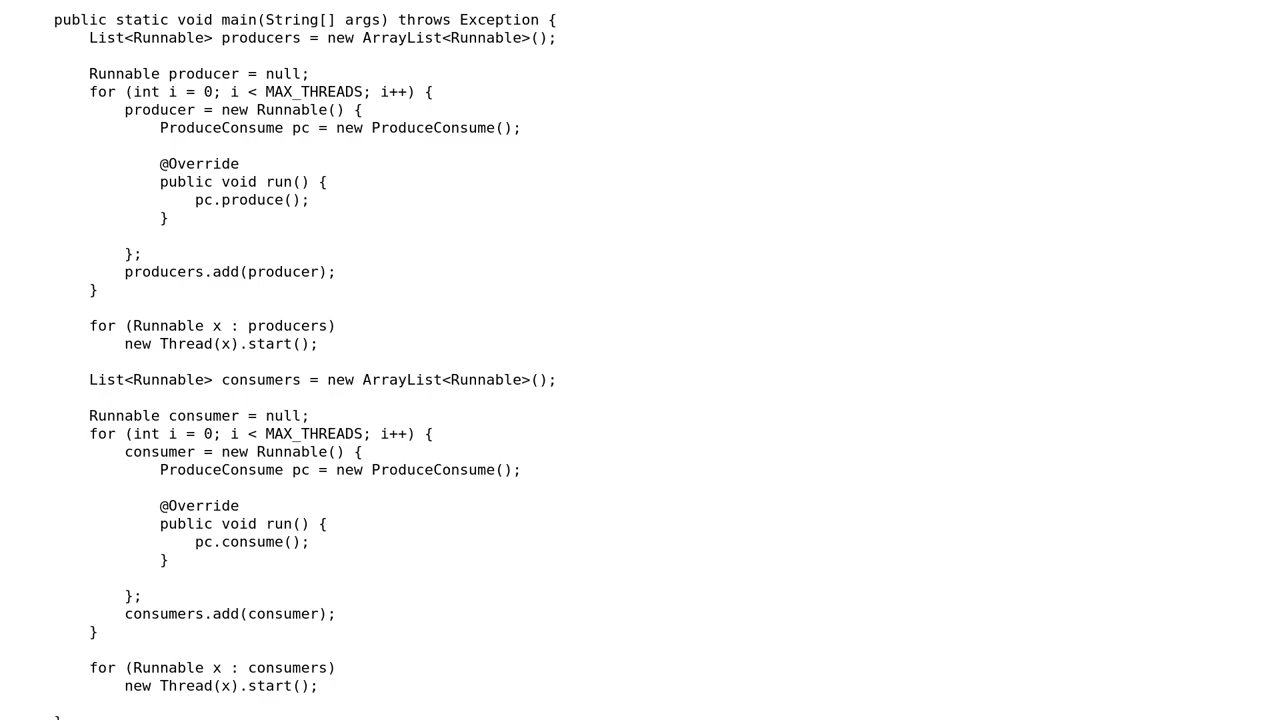 public static void main(String[] args) throws Exception {
List<Runnable> producers = new ArrayList<Runnable>();
Runnable producer = null;
for (int i = 0; i < MAX_THREADS; i++) {
producer = new Runnable() {
ProduceConsume pc = new ProduceConsume();
@Override
public void run() {
pc.produce();
}
};
producers.add(producer);
}
for (Runnable x : producers)
new Thread(x).start();
List<Runnable> consumers = new ArrayList<Runnable>();
Runnable consumer = null;
for (int i = 0; i < MAX_THREADS; i++) {
consumer = new Runnable() {
ProduceConsume pc = new ProduceConsume();
@Override
public void run() {
pc.consume();
}
};
consumers.add(consumer);
}
for (Runnable x : consumers)
new Thread(x).start();
}